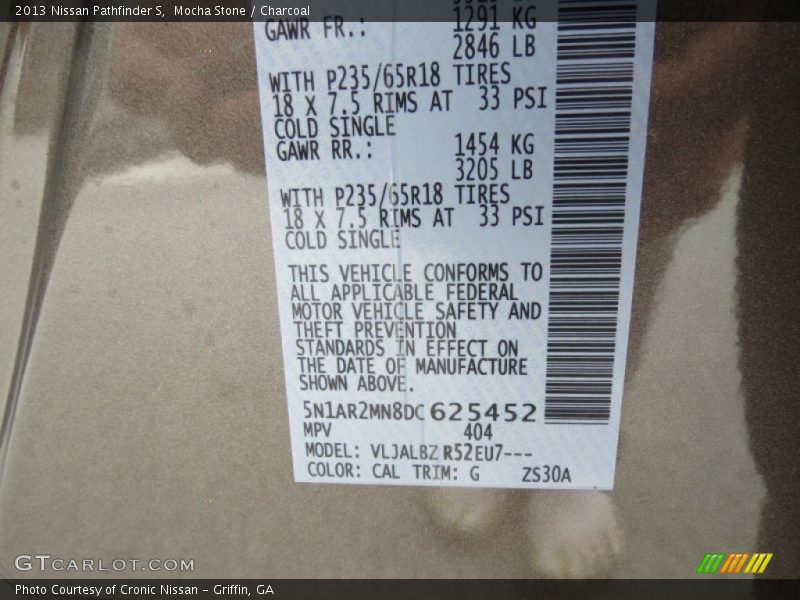 2013 Nissan Pathfinder S, Mocha Stone / Charcoal
GAWR FR.: 1291 KG
2846 LB
WITH P235/65R18 TIRES
18 X 7.5 RIMS AT 33 PSI
COLD SINGLE
GAWR RR.: 1454 KG
3205 LB
WITH P235/65R18 TIRES
18 X 7.5 RIMS AT 33 PSI
COLD SINGLE
THIS VEHICLE CONFORMS TO
ALL APPLICABLE FEDERAL
MOTOR VEHICLE SAFETY AND
THEFT PREVENTION
STANDARDS IN EFFECT ON
THE DATE OF MANUFACTURE
SHOWN ABOVE.
5N1AR2MN8DC625452
MPV 404
MODEL: VLJALBZ R52EU7---
COLOR: CAL TRIM: G ZS30A
GTCARLOT.COM
Photo Courtesy of Cronic Nissan - Griffin, GA